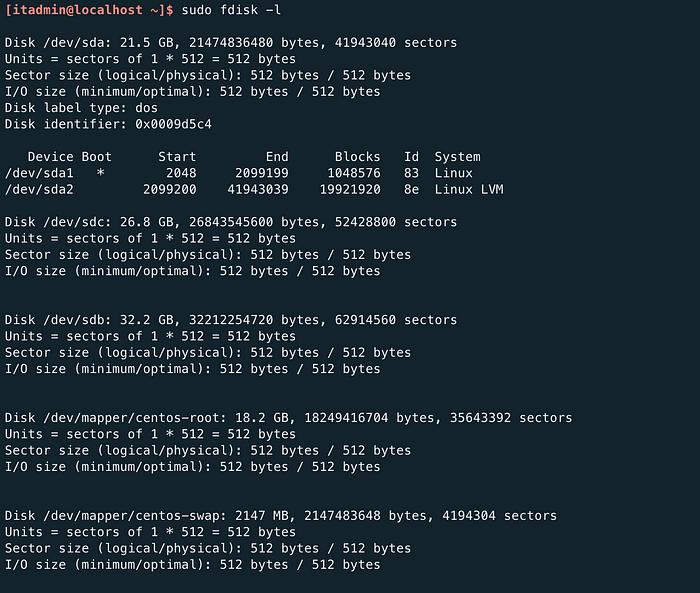 [itadmin@localhost ~]$ sudo fdisk -l
Disk /dev/sda: 21.5 GB, 21474836480 bytes, 41943040 sectors
Units = sectors of 1 * 512 = 512 bytes
Sector size (logical/physical): 512 bytes / 512 bytes
I/O size (minimum/optimal): 512 bytes / 512 bytes
Disk label type: dos
Disk identifier: 0x0009d5c4
Device Boot Start End Blocks Id System
/dev/sda1 * 2048 2099199 1048576 83 Linux
/dev/sda2 2099200 41943039 19921920 8e Linux LVM
Disk /dev/sdc: 26.8 GB, 26843545600 bytes, 52428800 sectors
Units = sectors of 1 * 512 = 512 bytes
Sector size (logical/physical): 512 bytes / 512 bytes
I/O size (minimum/optimal): 512 bytes / 512 bytes
Disk /dev/sdb: 32.2 GB, 32212254720 bytes, 62914560 sectors
Units = sectors of 1 * 512 = 512 bytes
Sector size (logical/physical): 512 bytes / 512 bytes
I/O size (minimum/optimal): 512 bytes / 512 bytes
Disk /dev/mapper/centos-root: 18.2 GB, 18249416704 bytes, 35643392 sectors
Units = sectors of 1 * 512 = 512 bytes
Sector size (logical/physical): 512 bytes / 512 bytes
I/O size (minimum/optimal): 512 bytes / 512 bytes
Disk /dev/mapper/centos-swap: 2147 MB, 2147483648 bytes, 4194304 sectors
Units = sectors of 1 * 512 = 512 bytes
Sector size (logical/physical): 512 bytes / 512 bytes
I/O size (minimum/optimal): 512 bytes / 512 bytes